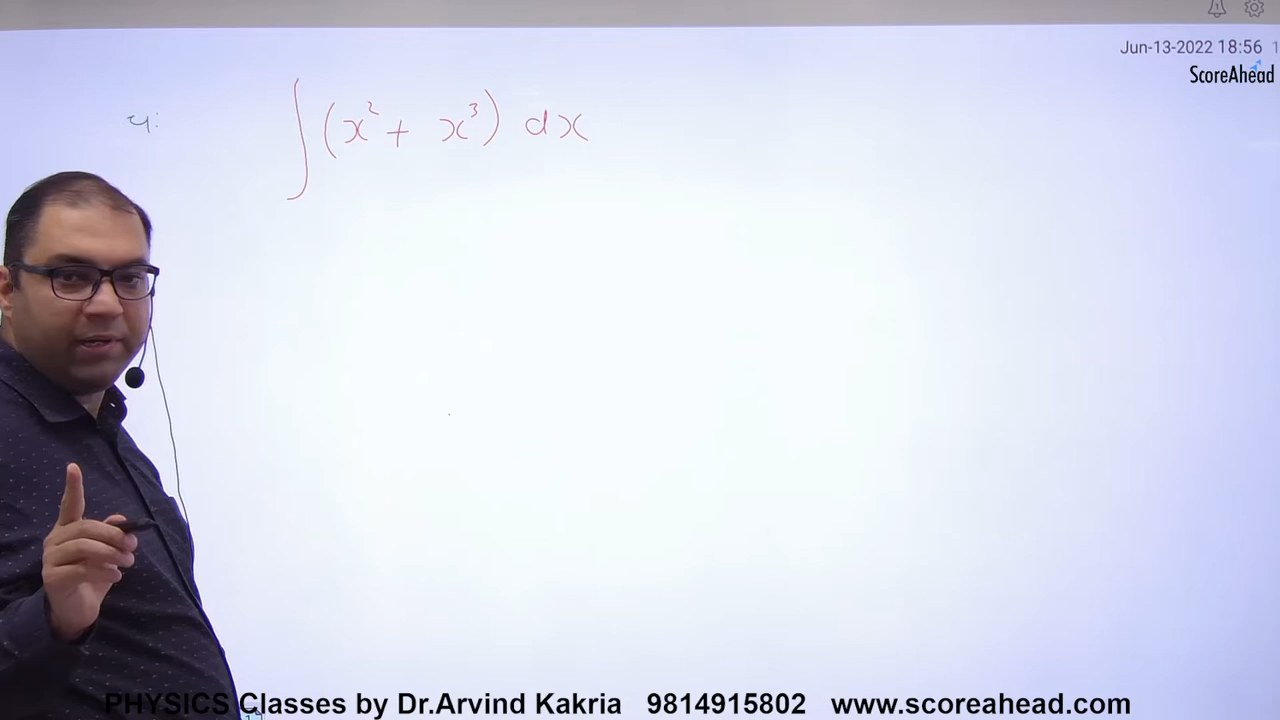 Jun-13-2022 18:56 1
ScoreAhead
4: ∫ (x² + x³) dx
PHYSICS Classes by Dr.Arvind Kakria 9814915802 www.scoreahead.com